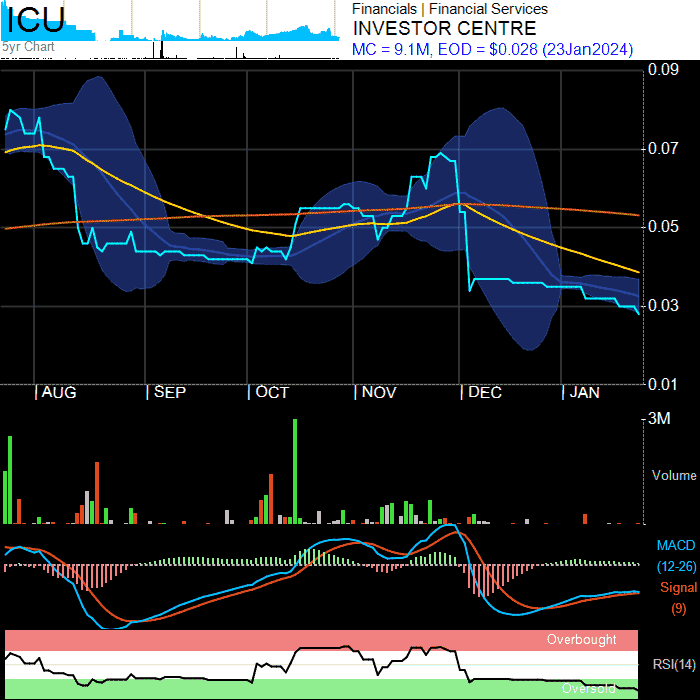 ICU
5yr Chart
Financials | Financial Services
INVESTOR CENTRE
MC = 9.1M, EOD = $0.028 (23Jan2024)
0.09
0.07
0.05
0.03
0.01
| AUG | SEP | OCT | NOV | DEC | JAN
3M
Volume
MACD
(12-26)
Signal
(9)
Overbought
RSI(14)
Oversold